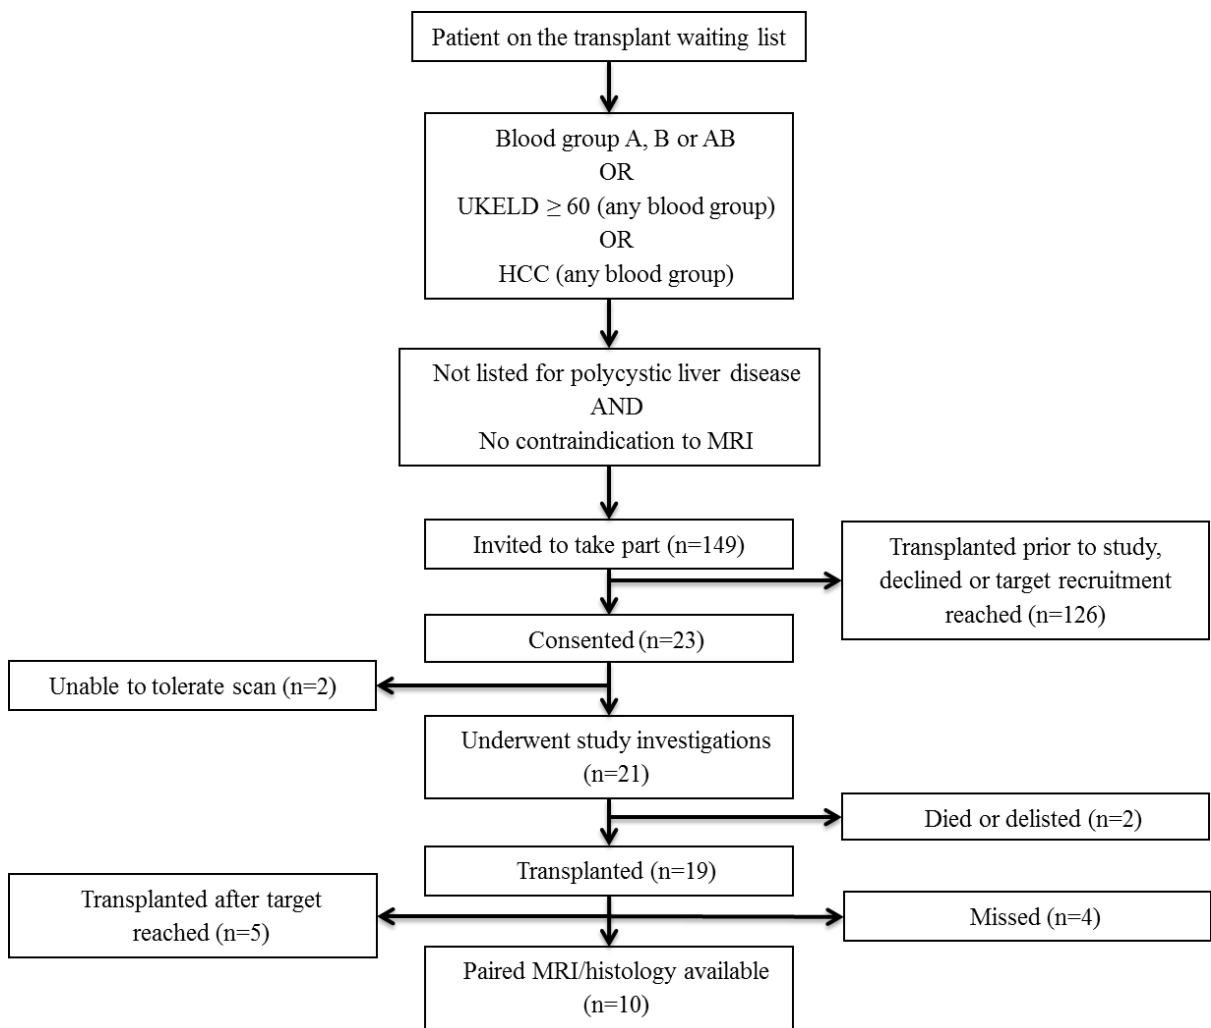 Patient on the transplant waiting list
Blood group A, B or AB
OR
UKELD ≥ 60 (any blood group)
OR
HCC (any blood group)
Not listed for polycystic liver disease
AND
No contraindication to MRI
Invited to take part (n=149)
Transplanted prior to study,
declined or target recruitment
reached (n=126)
Consented (n=23)
Unable to tolerate scan (n=2)
Underwent study investigations
(n=21)
Died or delisted (n=2)
Transplanted (n=19)
Transplanted after target
reached (n=5)
Missed (n=4)
Paired MRI/histology available
(n=10)